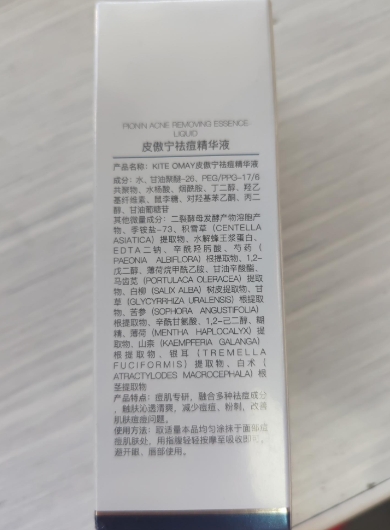 PIONIN ACNE REMOVING ESSENCE
LIQUID
皮傲宁祛痘精华液
产品名称：KITE OMAY皮傲宁祛痘精华液
成分：水、甘油聚醚-26、PEG/PPG-17/6
共聚物、水杨酸、烟酰胺、丁二醇、羟乙
基纤维素、鼠李糖、对羟基苯乙酮、丙二
醇、甘油葡糖苷
其他微量成分：二裂酵母发酵产物溶胞产
物、季铵盐-73、积雪草（CENTELLA
ASIATICA）提取物、水解蜂王浆蛋白、
EDTA二钠、辛酰羟肟酸、芍药（
PAEONIA ALBIFLORA）根提取物、1,2-
戊二醇、薄荷烷甲酰乙胺、甘油辛酸酯、
马齿苋（PORTULACA OLERACEA）提取
物、白柳（SALIX ALBA）树皮提取物、甘
草（GLYCYRRHIZA URALENSIS）根提取
物、苦参（SOPHORA ANGUSTIFOLIA）
根提取物、辛酰甘氨酸、1,2-己二醇、糊
精、薄荷（MENTHA HAPLOCALYX）提
取物、山柰（KAEMPFERIA GALANGA）
根提取物、银耳（TREMELLA
FUCIFORMIS）提取物、白术（
ATRACTYLODES MACROCEPHALA）根
茎提取物
产品特点：痘肌专研，融合多种祛痘成分
，触肤沁透清爽，减少痘痘、粉刺，改善
肌肤痘痘问题。
使用方法：取适量本品均匀涂抹于面部或
痘肌肤处，用指腹轻轻按摩至吸收即可。
避开眼、唇部使用。